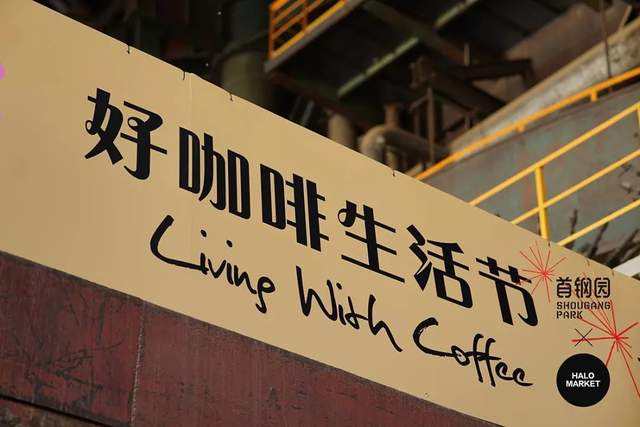 好咖啡生活节
Living With Coffee
首钢园
SHOUGANG
PARK
×
HALO
MARKET